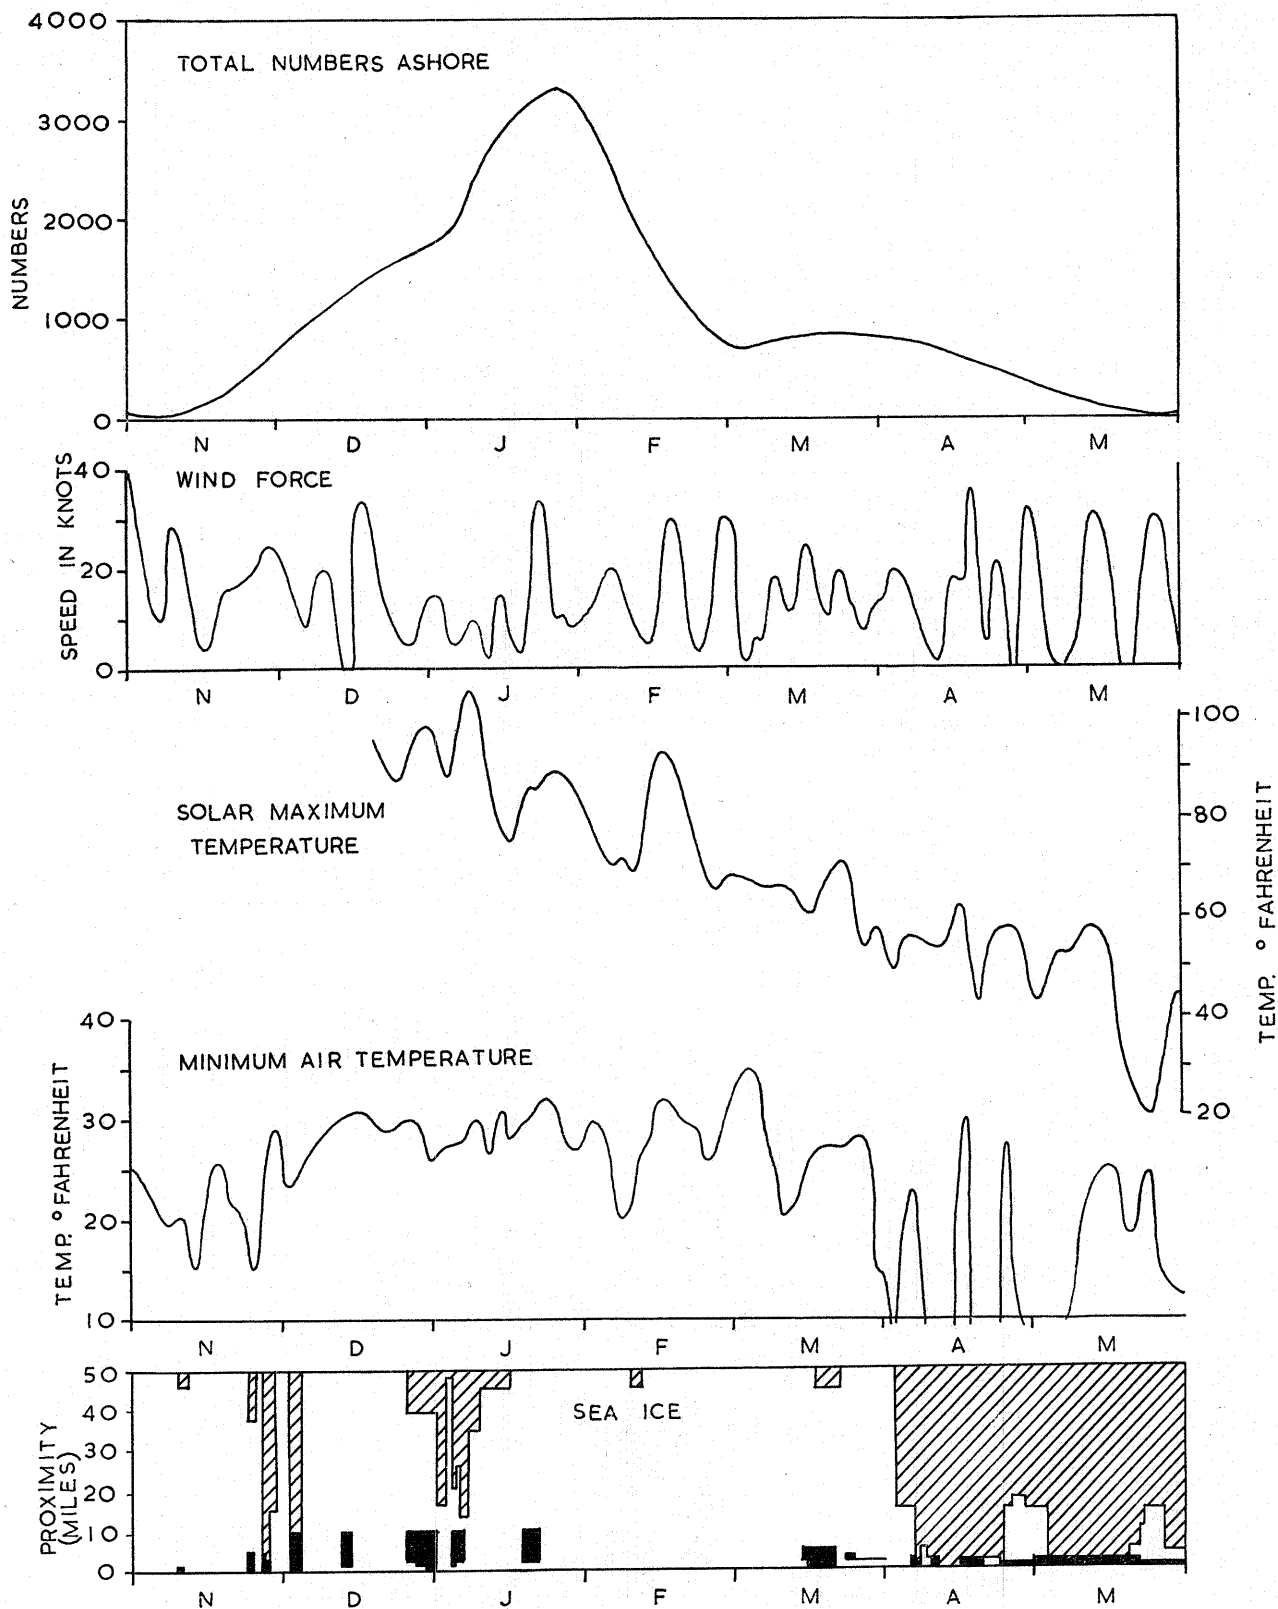 4000
TOTAL NUMBERS ASHORE
3000
2000
1000
0
NUMBERS
N D J F M A M
40
WIND FORCE
20
0
SPEED IN KNOTS
N D J F M A M
100
SOLAR MAXIMUM
TEMPERATURE
80
60
40
20
TEMP. ° FAHRENHEIT
40
MINIMUM AIR TEMPERATURE
30
20
10
TEMP. ° FAHRENHEIT
N D J F M A M
50
SEA ICE
40
30
20
10
0
PROXIMITY
(MILES)
N D J F M A M